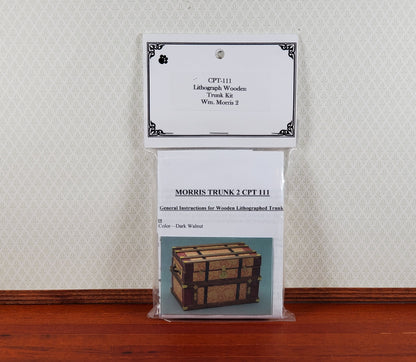 CPT-111
Lithograph Wooden
Trunk Kit
Wm. Morris 2
MORRIS TRUNK 2 CPT 111
General Instructions for Wooden Lithographed Trunk
Color—Dark Walnut